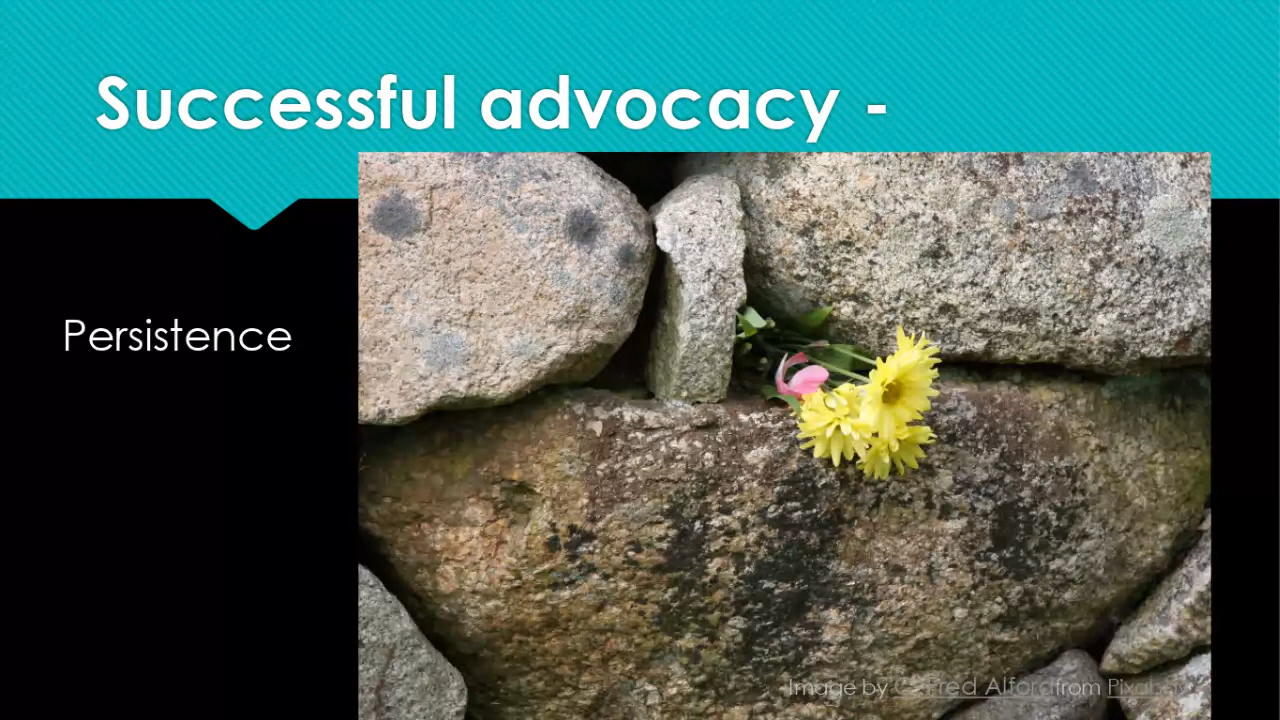 Successful advocacy -
Persistence
Image by C. Fred Alford from Pixabay